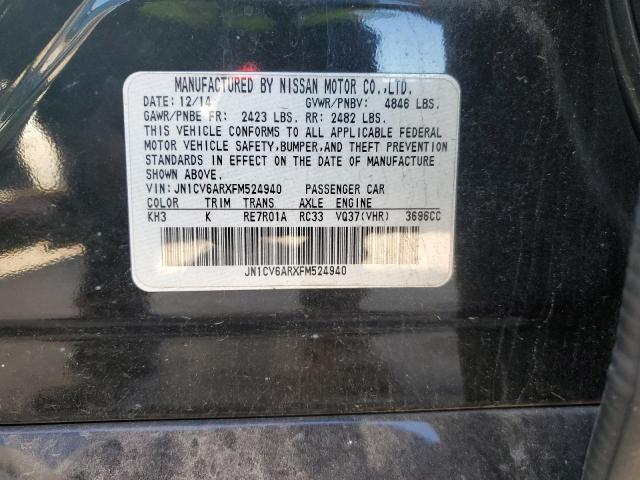 MANUFACTURED BY NISSAN MOTOR CO.,LTD.
DATE: 12/14 GVWR/PNBV: 4846 LBS.
GAWR/PNBE FR: 2423 LBS. RR: 2482 LBS.
THIS VEHICLE CONFORMS TO ALL APPLICABLE FEDERAL
MOTOR VEHICLE SAFETY,BUMPER,AND THEFT PREVENTION
STANDARDS IN EFFECT ON THE DATE OF MANUFACTURE
SHOWN ABOVE.
VIN: JN1CV6ARXFM524940 PASSENGER CAR
COLOR TRIM TRANS AXLE ENGINE
KH3 K RE7R01A RC33 VQ37(VHR) 3696CC
JN1CV6ARXFM524940